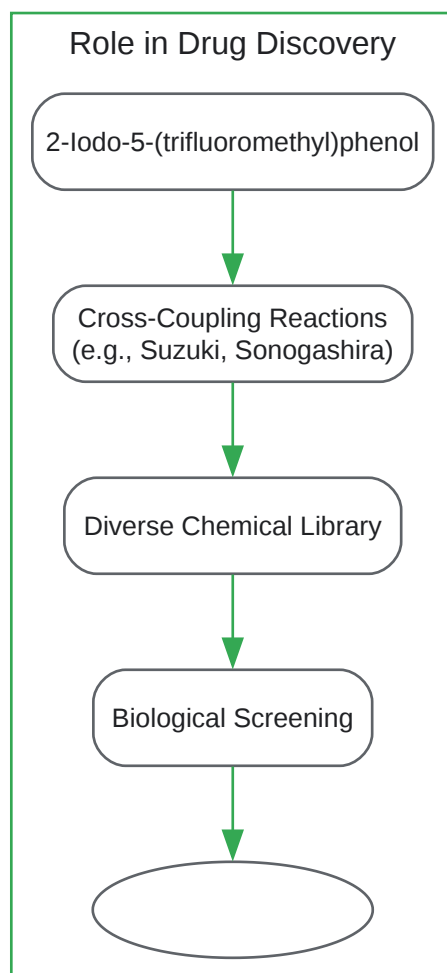 Role in Drug Discovery
2-Iodo-5-(trifluoromethyl)phenol
Cross-Coupling Reactions
(e.g., Suzuki, Sonogashira)
Diverse Chemical Library
Biological Screening